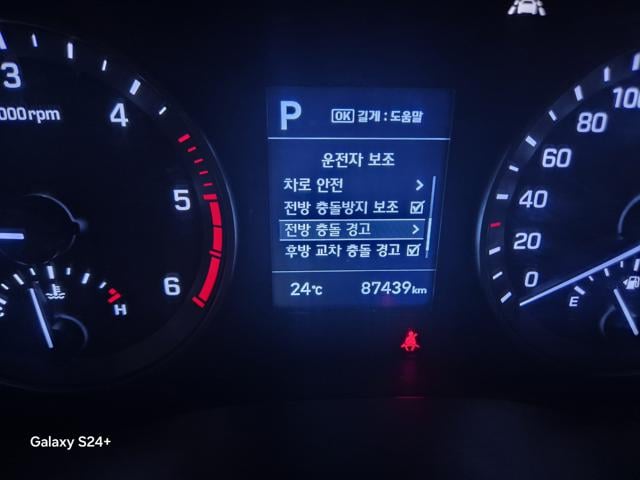 3
000rpm
4
5
6
H
P OK 길게 : 도움말
운전자 보조
차로 안전
전방 충돌방지 보조
전방 충돌 경고
후방 교차 충돌 경고
24℃ 87439km
100
80
60
40
20
0
E
Galaxy S24+